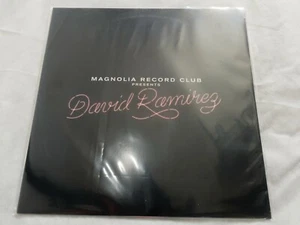 MAGNOLIA RECORD CLUB
PRESENTS
David Ramirez